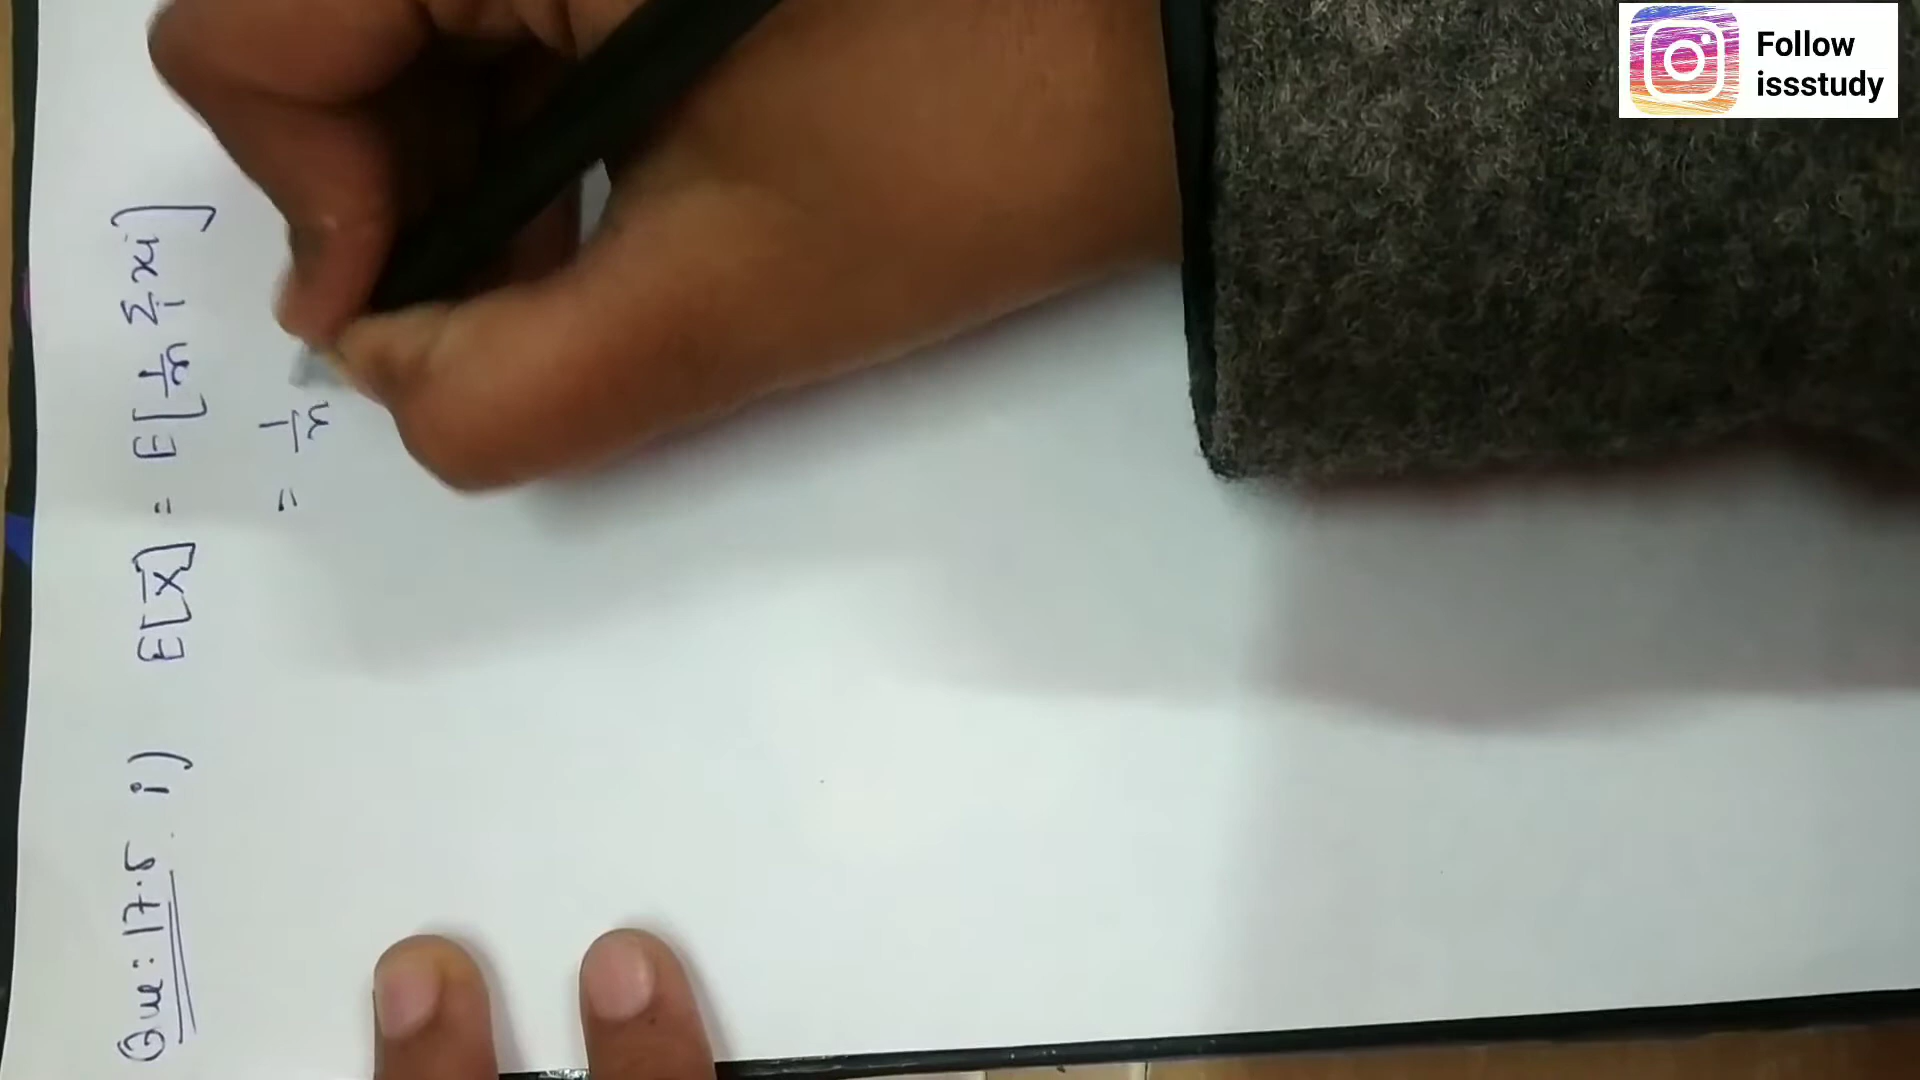 Que: 17.5. i) E[X̅] = E[1/n Σi xi]
= 1/n
Follow
issstudy